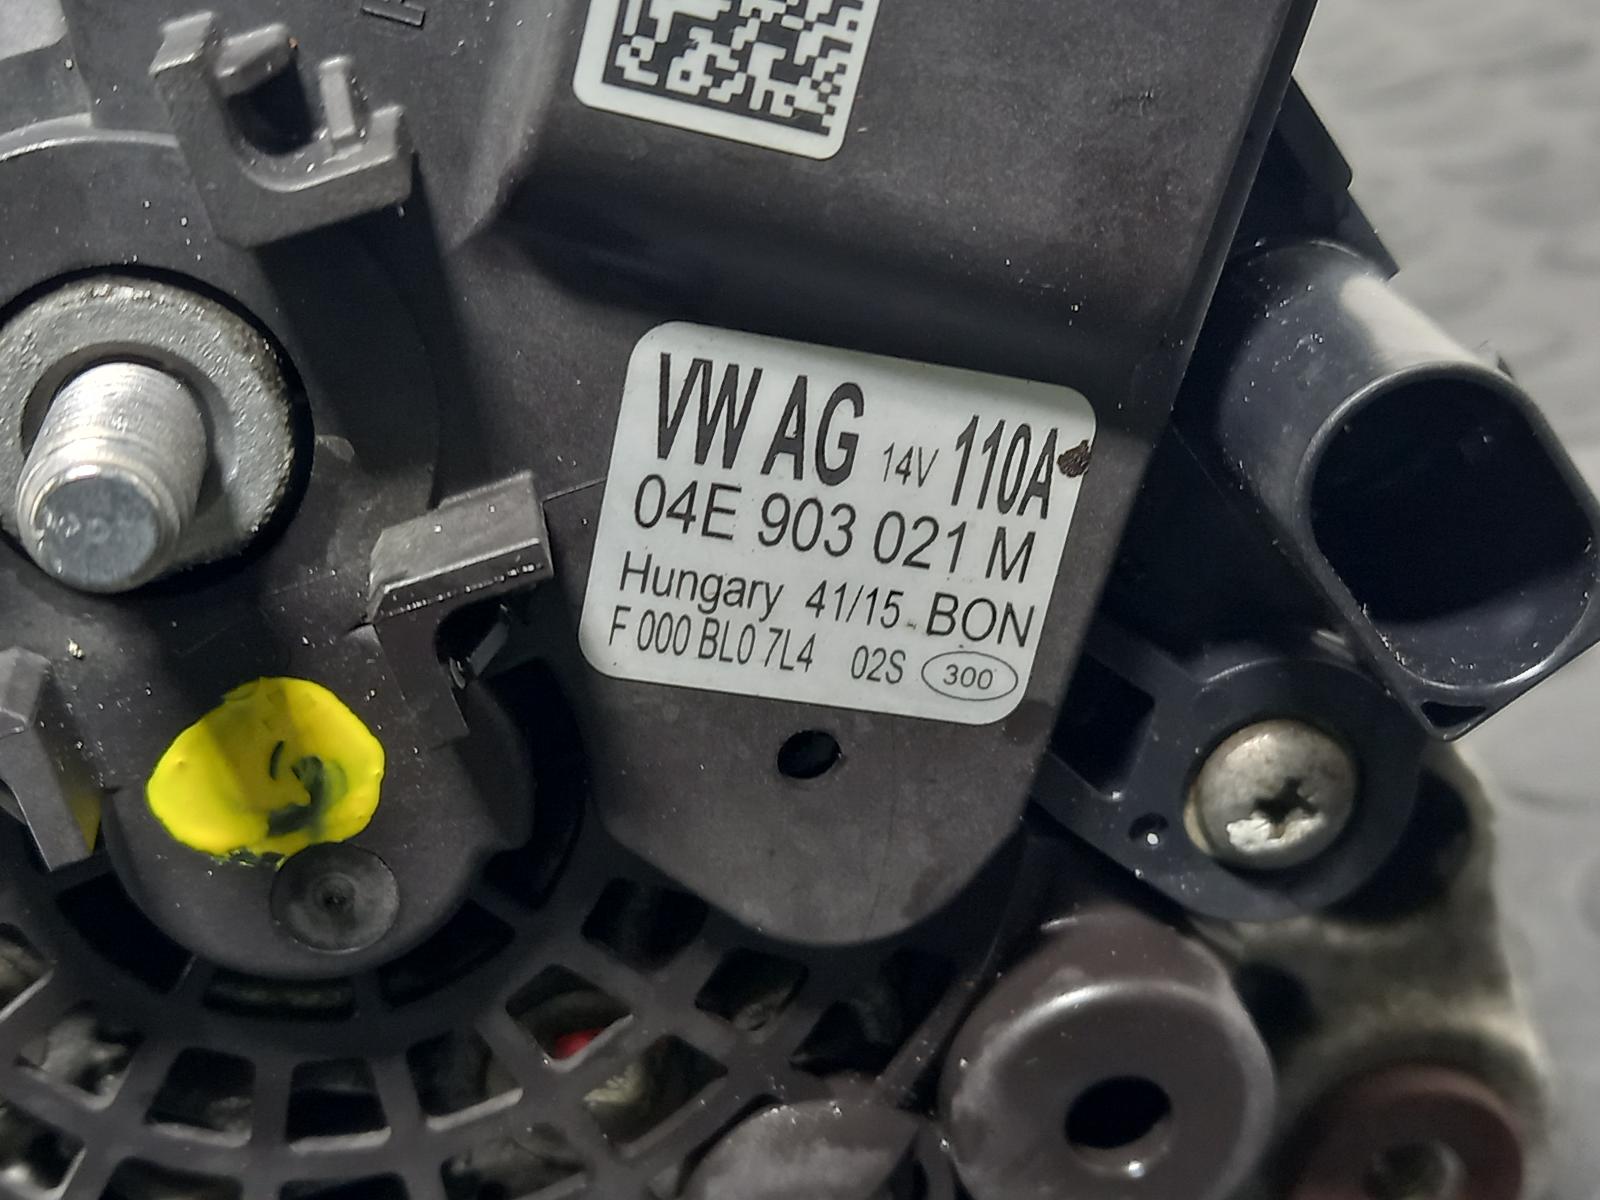 VW AG 14V 110A
04E 903 021 M
Hungary 41/15 BON
F 000 BL0 7L4 02S 300